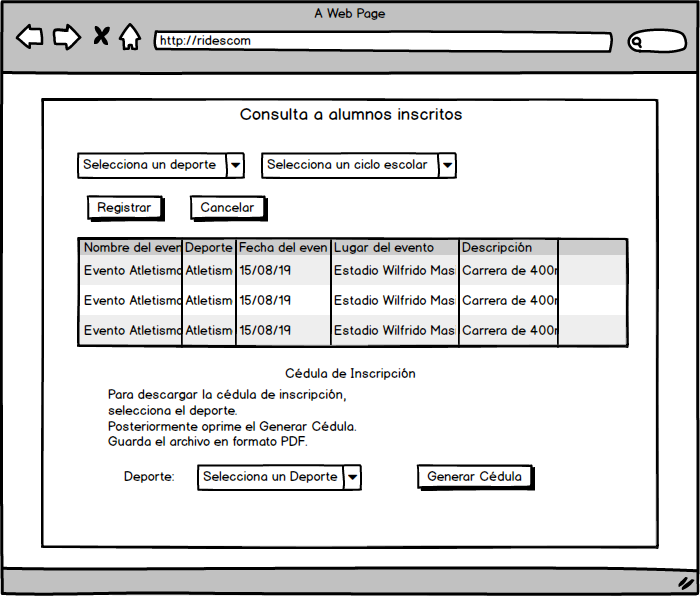 A Web Page
http://ridescom
Consulta a alumnos inscritos
Selecciona un deporte Selecciona un ciclo escolar
Registrar Cancelar
Nombre del even Deporte Fecha del even Lugar del evento Descripción
Evento Atletismo Atletism 15/08/19 Estadio Wilfrido Mas Carrera de 400m
Evento Atletismo Atletism 15/08/19 Estadio Wilfrido Mas Carrera de 400m
Evento Atletismo Atletism 15/08/19 Estadio Wilfrido Mas Carrera de 400m
Cédula de Inscripción
Para descargar la cédula de inscripción,
selecciona el deporte.
Posteriormente oprime el Generar Cédula.
Guarda el archivo en formato PDF.
Deporte: Selecciona un Deporte Generar Cédula